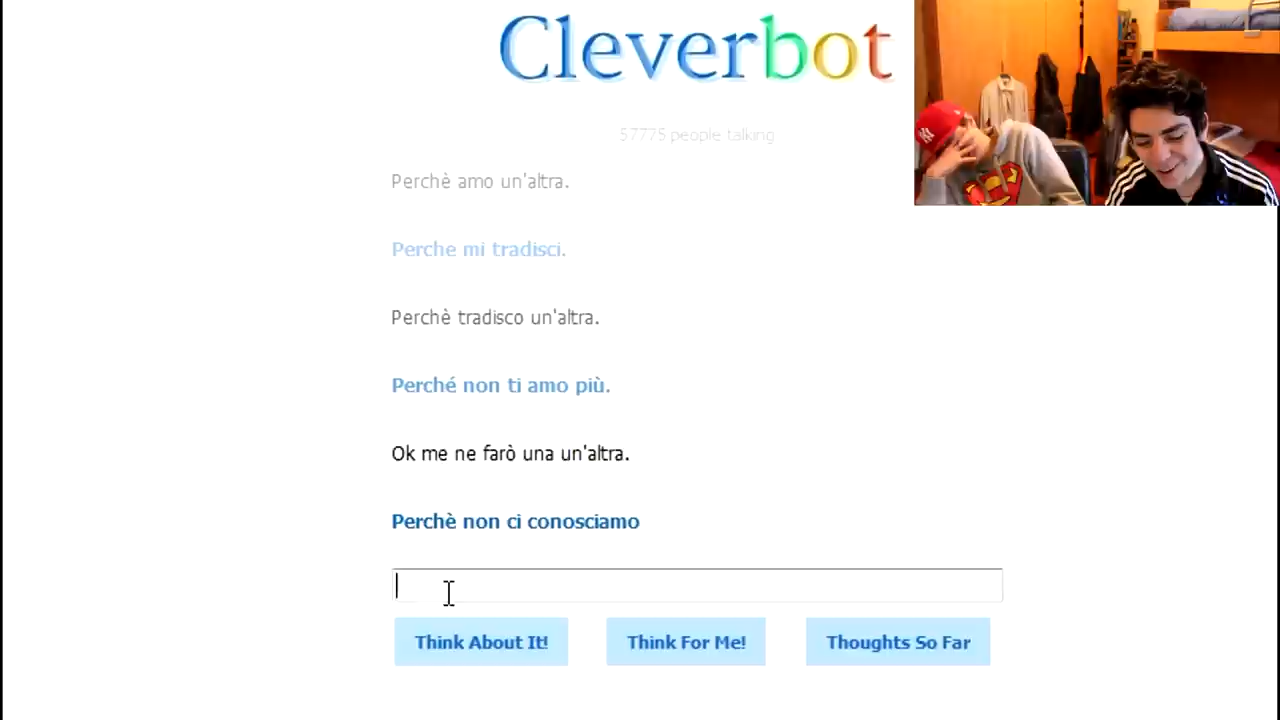 Cleverbot
57775 people talking
Perchè amo un'altra.
Perche mi tradisci.
Perchè tradisco un'altra.
Perché non ti amo più.
Ok me ne farò una un'altra.
Perchè non ci conosciamo
Think About It!
Think For Me!
Thoughts So Far